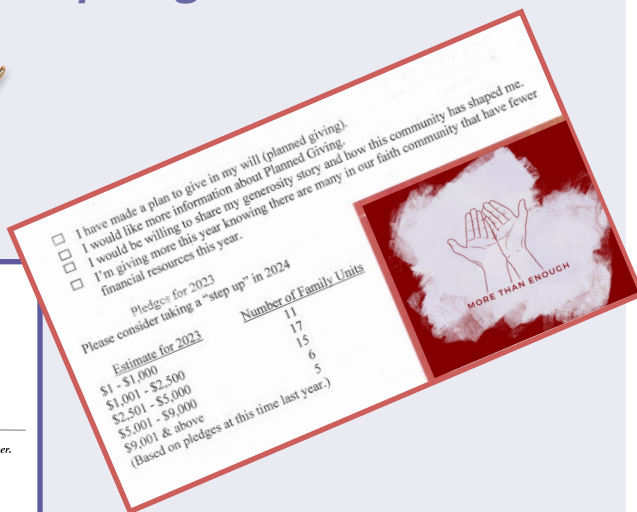 I have made a plan to give in my will (planned giving).
I would like more information about Planned Giving.
I would be willing to share my generosity story and how this community has shaped me.
I'm giving more this year knowing there are many in our faith community that have fewer
financial resources this year.
Pledges for 2023
Please consider taking a “step up” in 2024
Estimate for 2023 Number of Family Units
$1 - $1,000 11
$1,001 - $2,500 17
$2,501 - $5,000 15
$5,001 - $9,000 6
$9,001 & above 5
(Based on pledges at this time last year.)
MORE THAN ENOUGH
er.